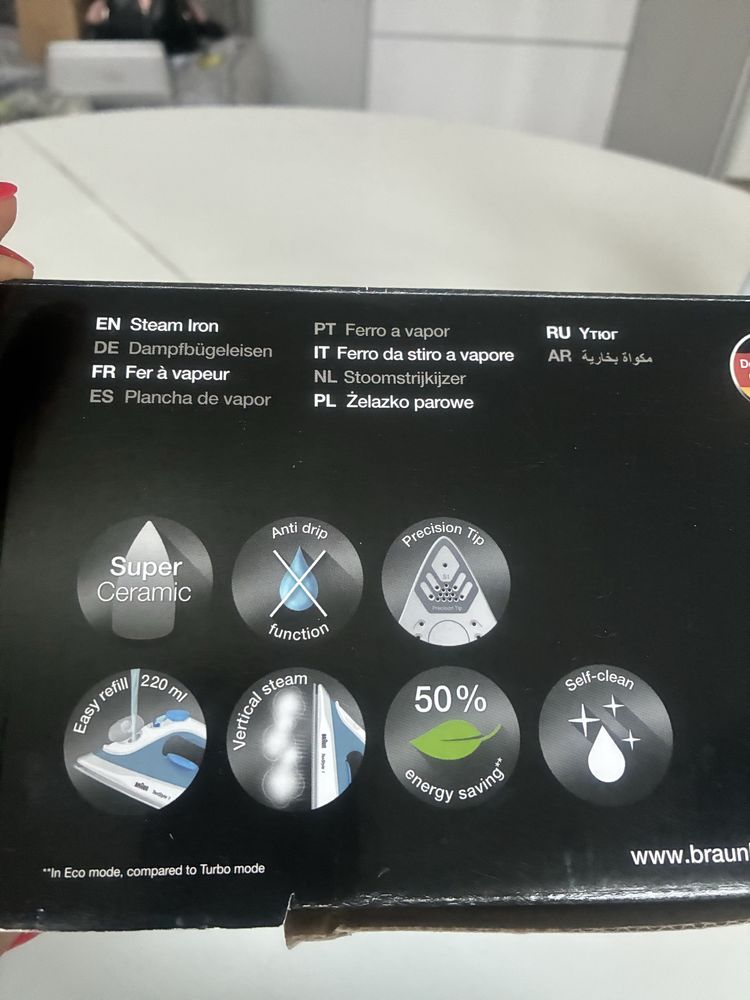 EN Steam Iron
DE Dampfbügeleisen
FR Fer à vapeur
ES Plancha de vapor
PT Ferro a vapor
IT Ferro da stiro a vapore
NL Stoomstrijkijzer
PL Żelazko parowe
RU Утюг
AR مكواة بخارية
Super
Ceramic
Anti drip
function
Precision Tip
Precision Tip
Easy refill 220 ml
BRAUN
Vertical steam
BRAUN
50%
energy saving**
Self-clean
**In Eco mode, compared to Turbo mode